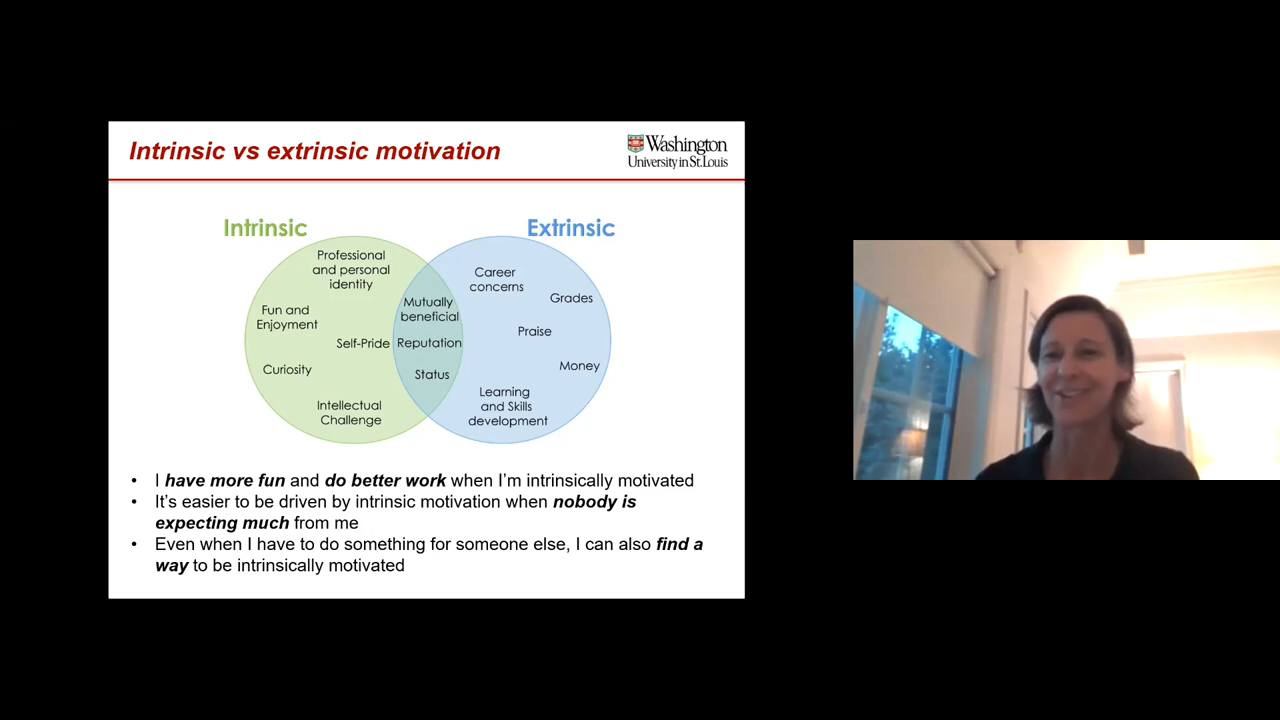 Intrinsic vs extrinsic motivation
Washington
University in St. Louis
Intrinsic
Extrinsic
Professional
and personal
identity
Fun and
Enjoyment
Self-Pride
Curiosity
Intellectual
Challenge
Mutually
beneficial
Reputation
Status
Career
concerns
Grades
Praise
Money
Learning
and Skills
development
• I have more fun and do better work when I'm intrinsically motivated
• It's easier to be driven by intrinsic motivation when nobody is
expecting much from me
• Even when I have to do something for someone else, I can also find a
way to be intrinsically motivated